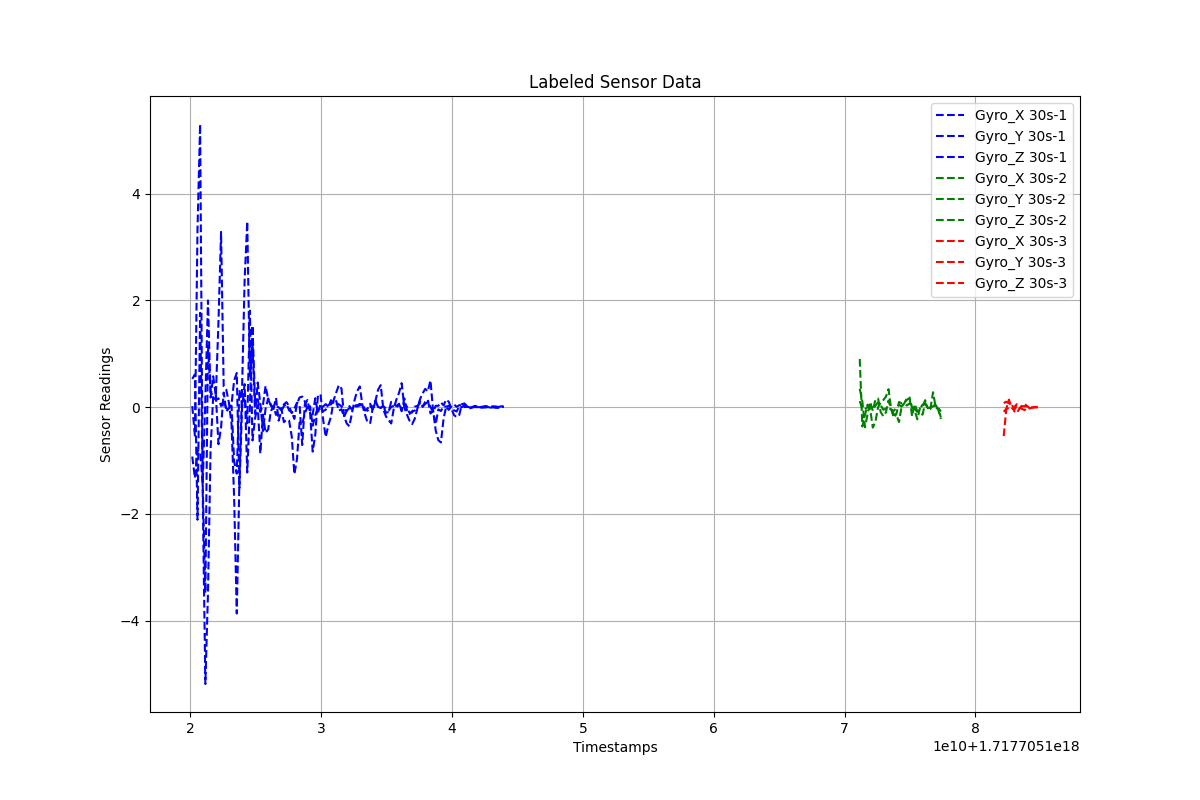 Labeled Sensor Data
Gyro_X 30s-1
Gyro_Y 30s-1
Gyro_Z 30s-1
Gyro_X 30s-2
Gyro_Y 30s-2
Gyro_Z 30s-2
Gyro_X 30s-3
Gyro_Y 30s-3
Gyro_Z 30s-3
4
2
0
−2
−4
Sensor Readings
2 3 4 5 6 7 8
Timestamps
1e10+1.7177051e18